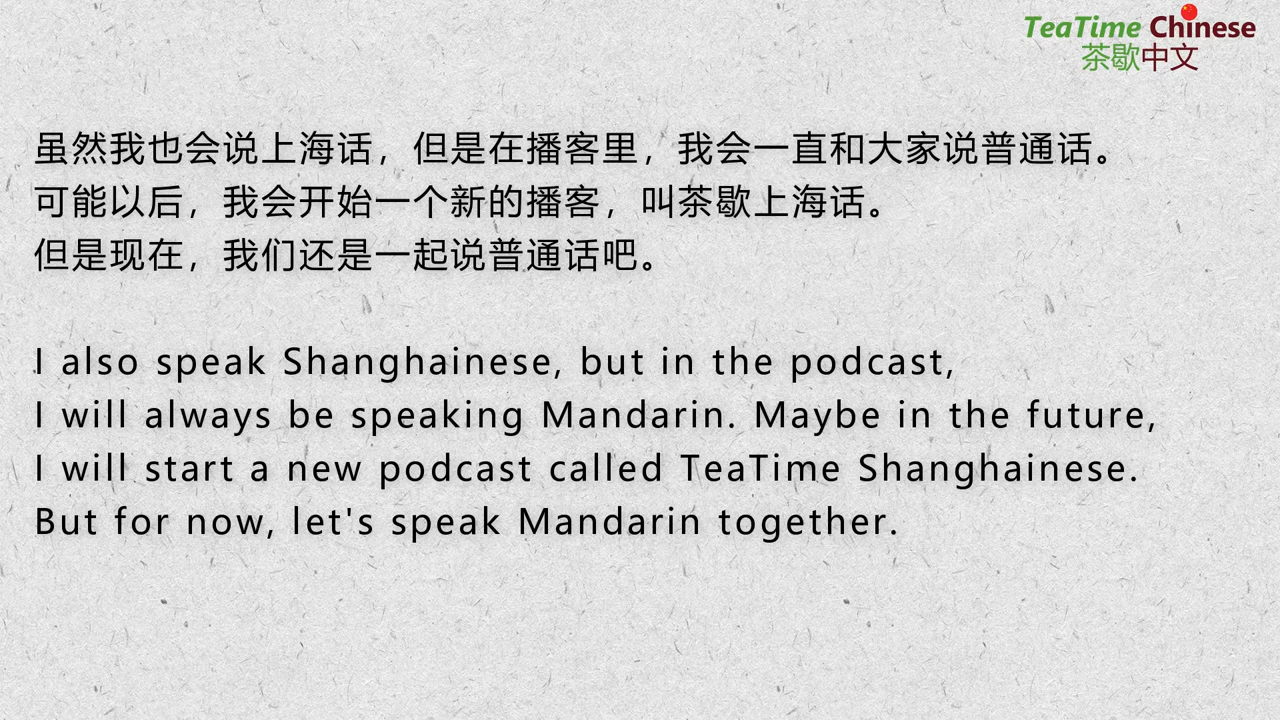 TeaTime Chinese
茶歇中文
虽然我也会说上海话，但是在播客里，我会一直和大家说普通话。
可能以后，我会开始一个新的播客，叫茶歇上海话。
但是现在，我们还是一起说普通话吧。
I also speak Shanghainese, but in the podcast,
I will always be speaking Mandarin. Maybe in the future,
I will start a new podcast called TeaTime Shanghainese.
But for now, let's speak Mandarin together.